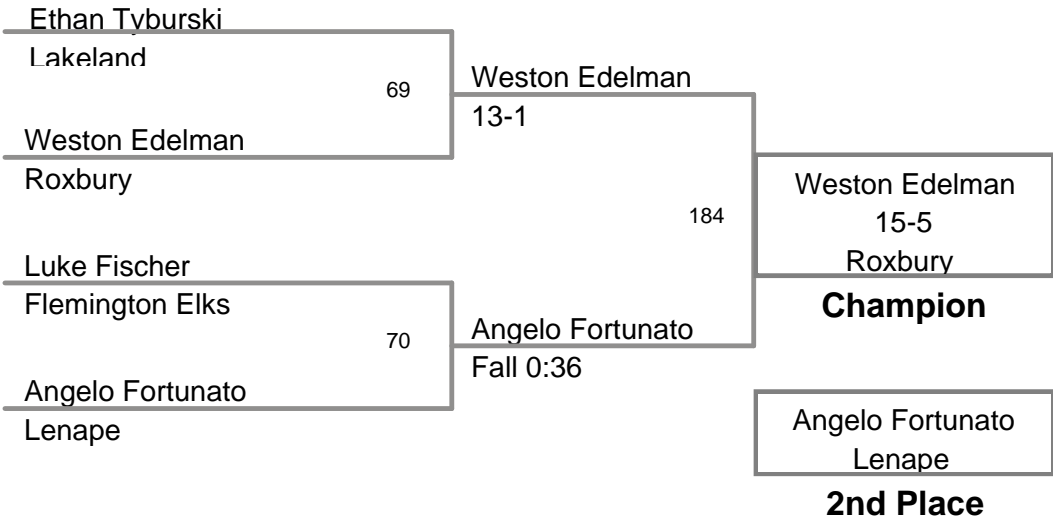 Ethan Tyburski
Lakeland
69
Weston Edelman
13-1
Weston Edelman
Roxbury
Weston Edelman
15-5
Roxbury
184
Luke Fischer
Flemington Elks
Champion
70
Angelo Fortunato
Fall 0:36
Angelo Fortunato
Lenape
Angelo Fortunato
Lenape
2nd Place